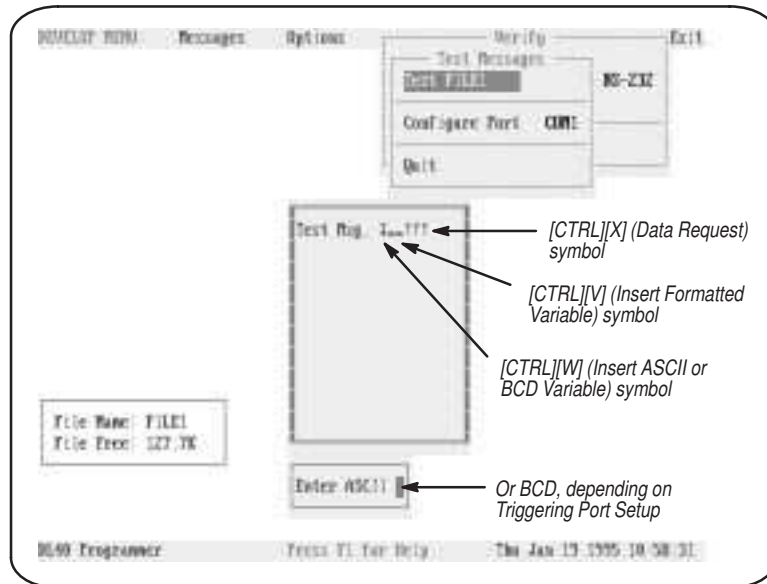 DEVELOP MENU Messages Options Verify Exit
Test Messages
Test FILE1 RS-232
Configure Port COM1
Quit
Test Msg.
[CTRL][X] (Data Request)
symbol
[CTRL][V] (Insert Formatted
Variable) symbol
[CTRL][W] (Insert ASCII or
BCD Variable) symbol
File Name: FILE1
File Free: 127.7K
Enter ASCII
Or BCD, depending on
Triggering Port Setup
Programmer Press F1 for Help Thu Jan 1995 10:58:31